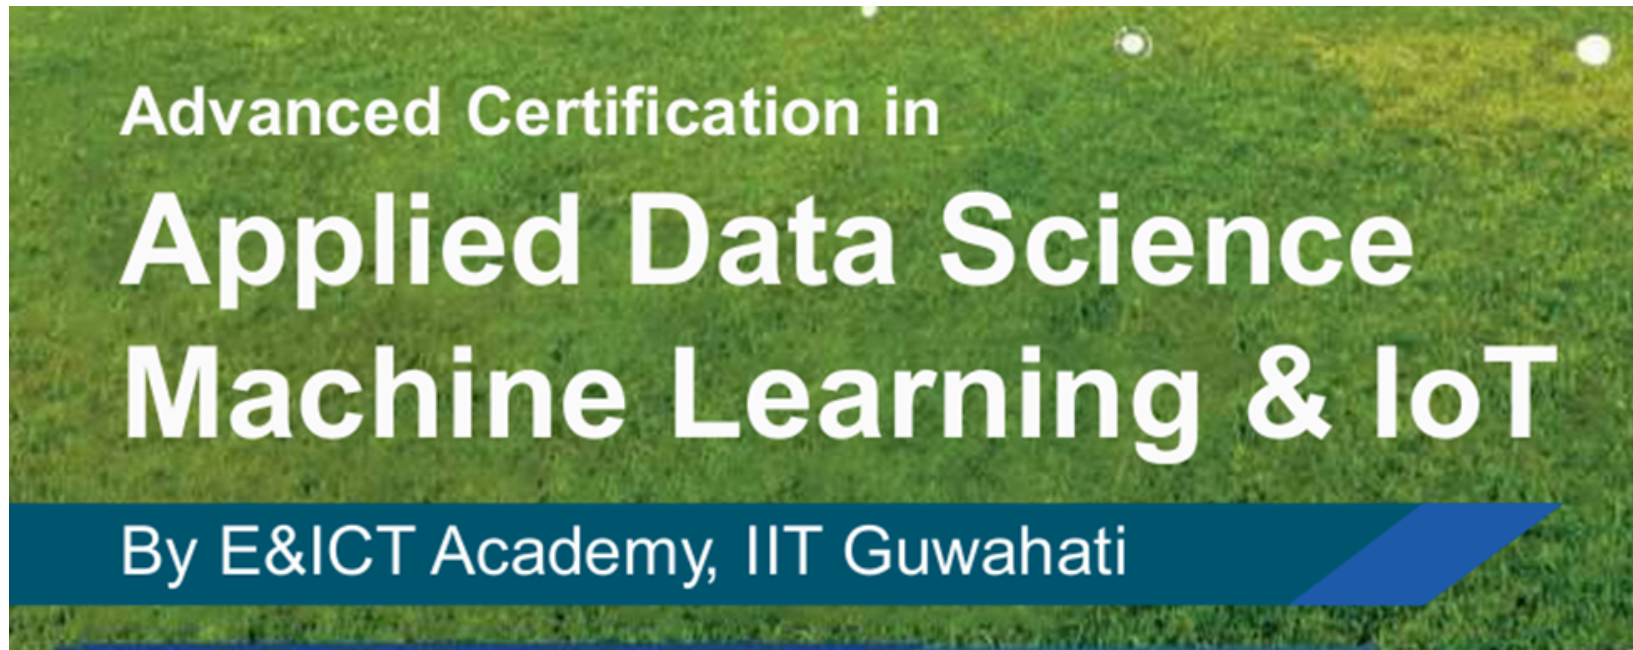 Advanced Certification in
Applied Data Science
Machine Learning & IoT
By E&ICT Academy, IIT Guwahati